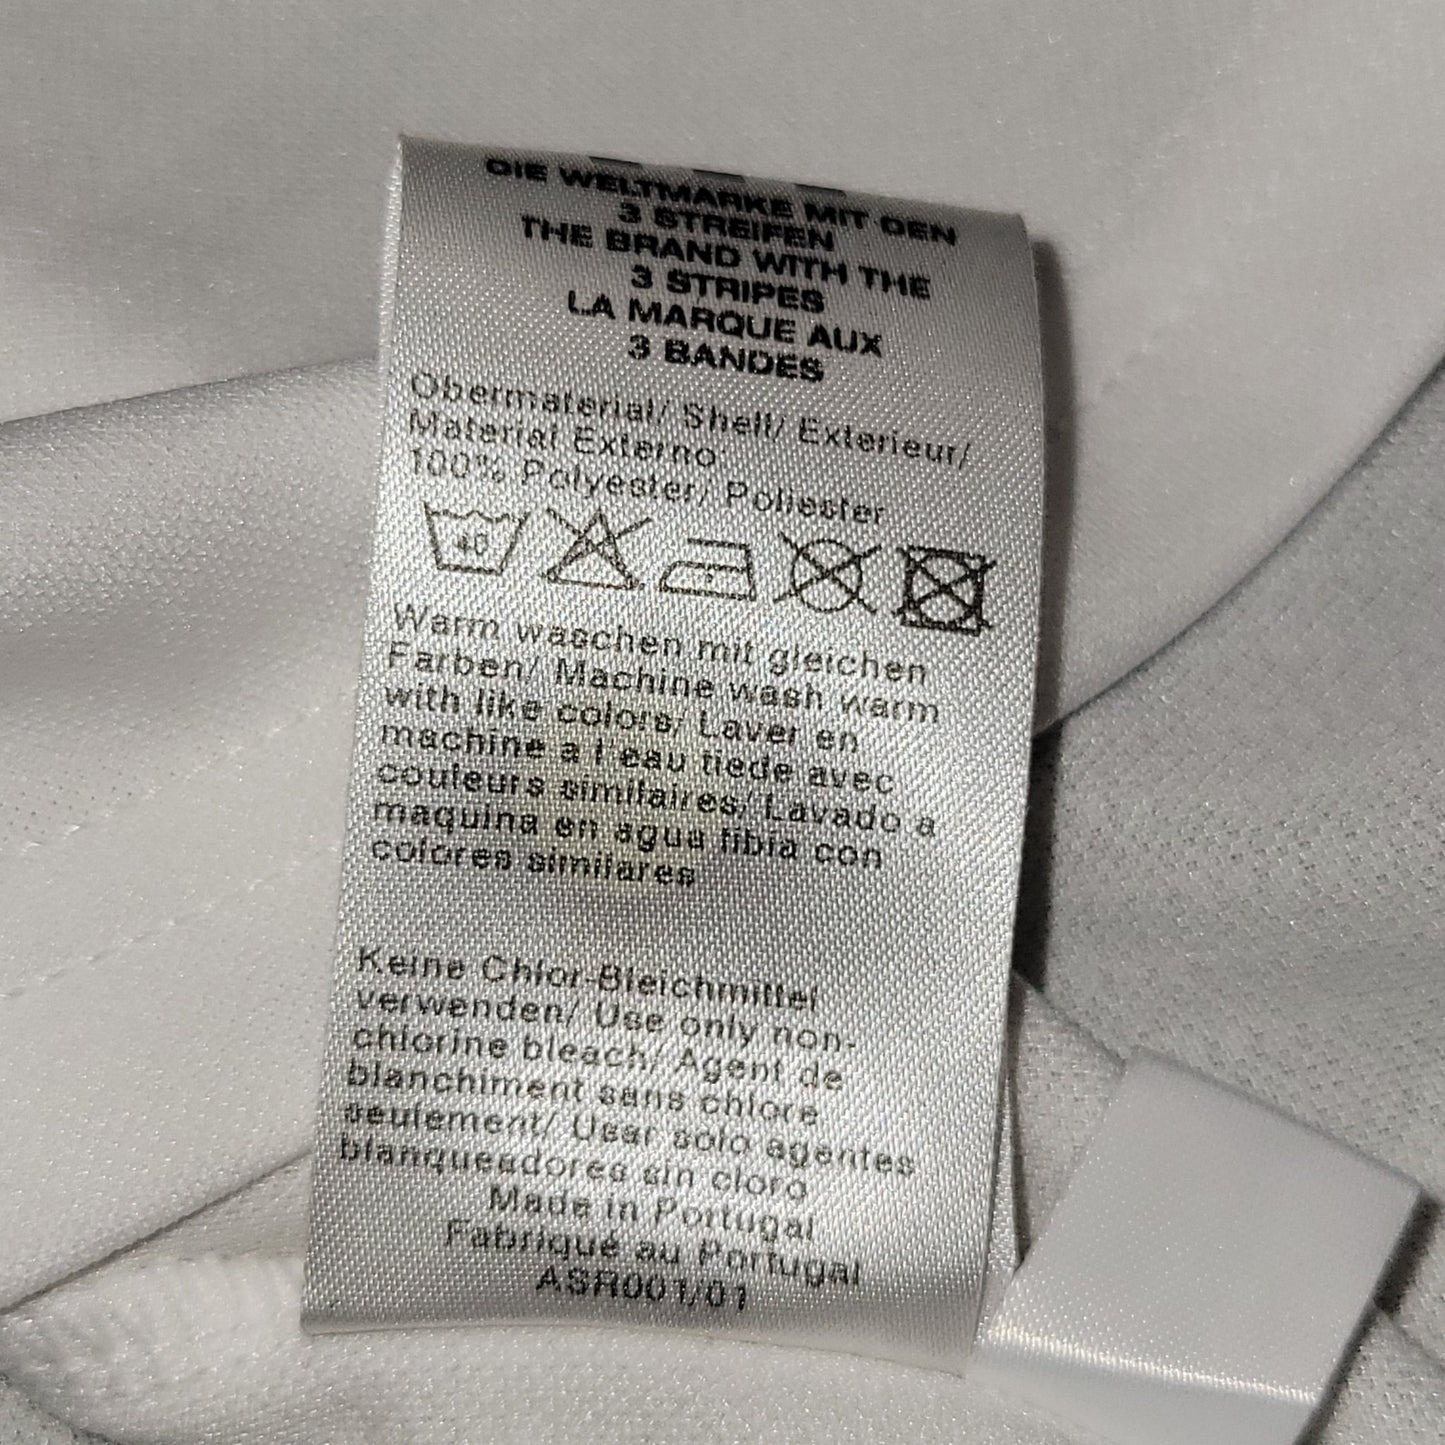 DIE WELTMARKE MIT DEN
3 STREIFEN
THE BRAND WITH THE
3 STRIPES
LA MARQUE AUX
3 BANDES
Obermaterial/ Shell/ Exterieur/
Material Externo
100% Polyester/ Poliester
40
Warm waschen mit gleichen
Farben/ Machine wash warm
with like colors/ Laver en
machine a l'eau tiede avec
couleurs similaires/ Lavado a
maquina en agua tibia con
colores similares
Keine Chlor-Bleichmittel
verwenden/ Use only non-
chlorine bleach/ Agent de
blanchiment sans chlore
seulement/ Usar solo agentes
blanqueadores sin cloro
Made in Portugal
Fabriqué au Portugal
ASR001/01